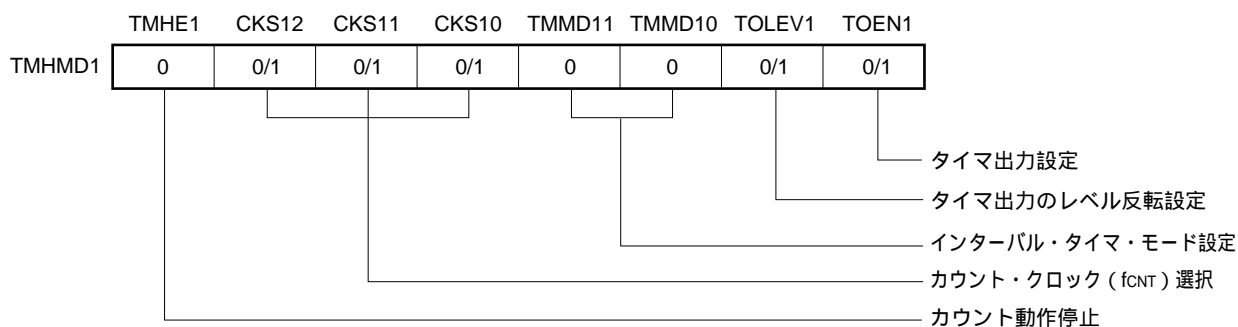 TMHE1 CKS12 CKS11 CKS10 TMMD11 TMMD10 TOLEV1 TOEN1
TMHMD1 0 0/1 0/1 0/1 0 0 0/1 0/1
タイマ出力設定
タイマ出力のレベル反転設定
インターバル・タイマ・モード設定
カウント・クロック（fCNT）選択
カウント動作停止